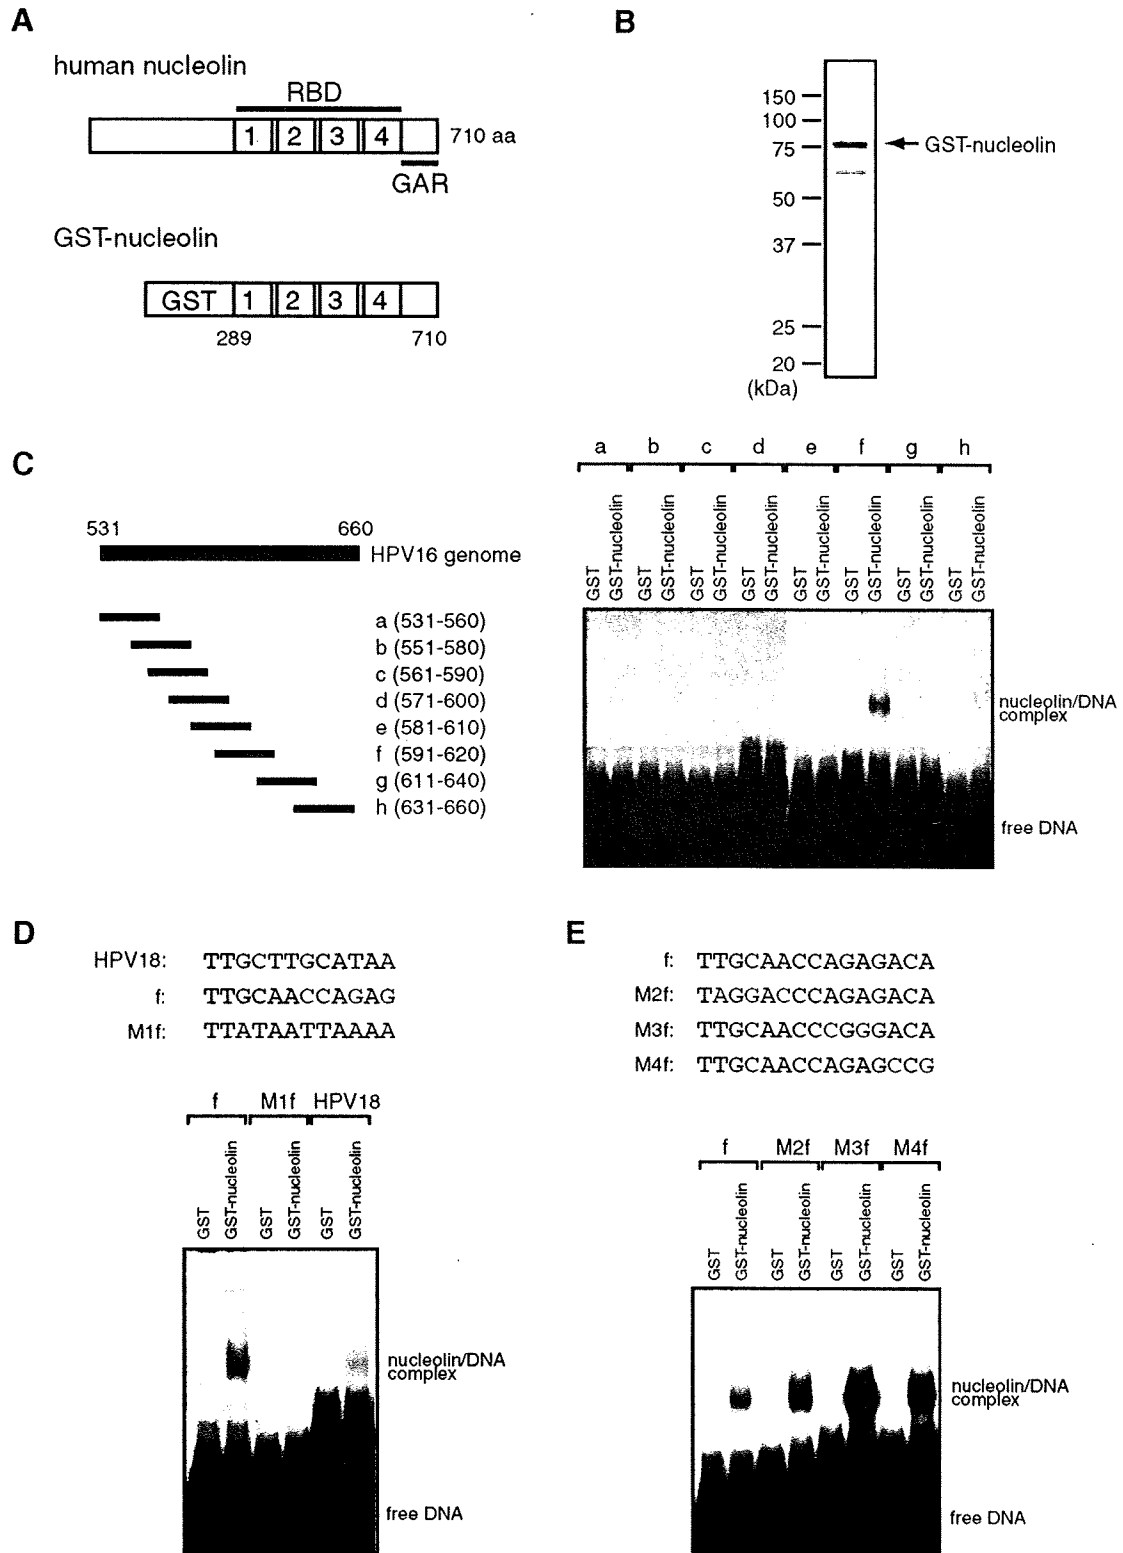 A
human nucleolin
RBD
1 2 3 4
710 aa
GAR
GST-nucleolin
GST 1 2 3 4
289 710
B
150
100
75
50
37
25
20
(kDa)
GST-nucleolin
C
531 660
HPV16 genome
a (531-560)
b (551-580)
c (561-590)
d (571-600)
e (581-610)
f (591-620)
g (611-640)
h (631-660)
a b c d e f g h
GST GST-nucleolin GST GST-nucleolin GST GST-nucleolin GST GST-nucleolin GST GST-nucleolin GST GST-nucleolin GST GST-nucleolin GST GST-nucleolin
nucleolin/DNA
complex
free DNA
D
HPV18: TTGCTTGCATAA
f: TTGCAACCAGAG
M1f: TTATAATTAAAA
f M1f HPV18
GST GST-nucleolin GST GST-nucleolin GST GST-nucleolin
nucleolin/DNA
complex
free DNA
E
f: TTGCAACCAGAGACA
M2f: TAGGACCCAGAGACA
M3f: TTGCAACCCGGGACA
M4f: TTGCAACCAGAGCCG
f M2f M3f M4f
GST GST-nucleolin GST GST-nucleolin GST GST-nucleolin GST GST-nucleolin
nucleolin/DNA
complex
free DNA